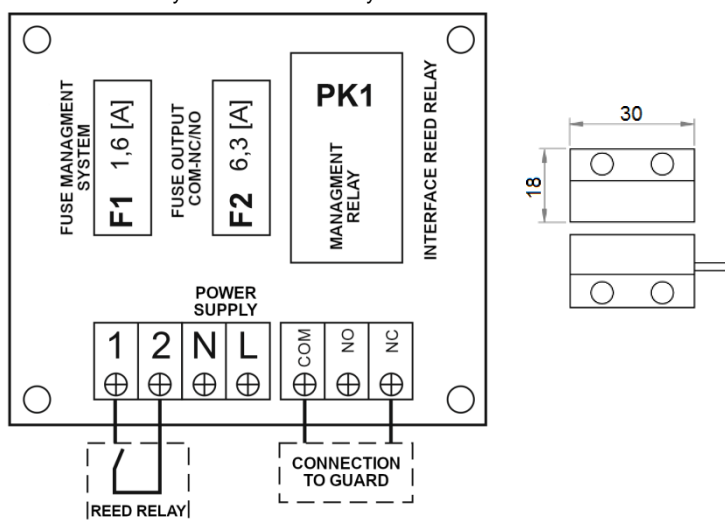 FUSE MANAGMENT
SYSTEM
F1 1,6 [A]
FUSE OUTPUT
COM-NC/NO
F2 6,3 [A]
PK1
MANAGMENT
RELAY
INTERFACE REED RELAY
POWER
SUPPLY
1 2 N L
COM NO NC
REED RELAY
CONNECTION
TO GUARD
30
18